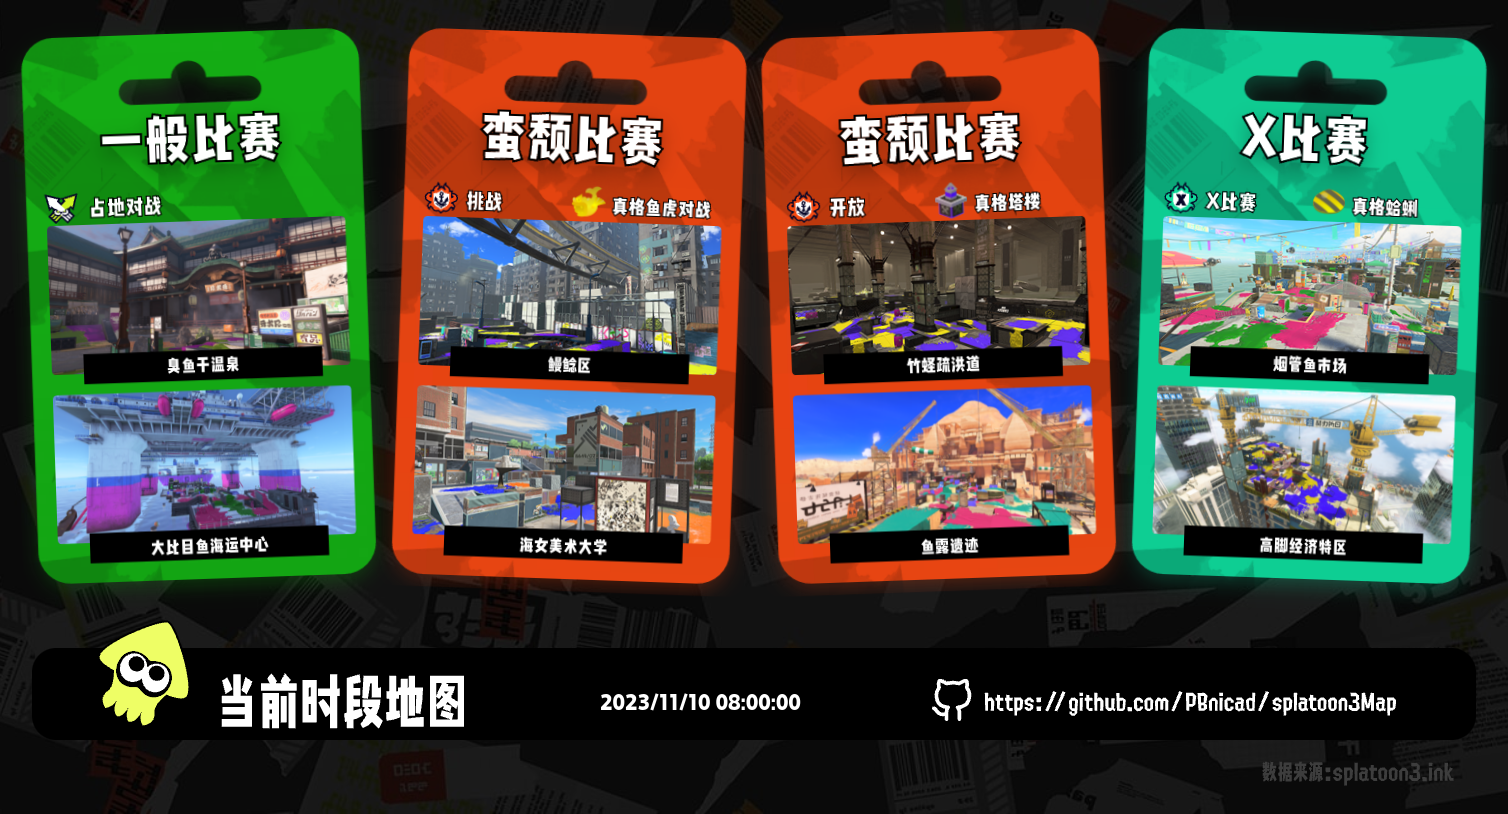 一般比赛
占地对战
臭鱼干温泉
大比目鱼海运中心
蛮颓比赛
挑战
真格鱼虎对战
鳗鲶区
海女美术大学
蛮颓比赛
开放
真格塔楼
竹蛏疏洪道
鱼露遗迹
X比赛
X比赛
真格蛤蜊
烟管鱼市场
高脚经济特区
当前时段地图
2023/11/10 08:00:00
https://github.com/PBnicad/splatoon3Map
数据来源:splatoon3.ink